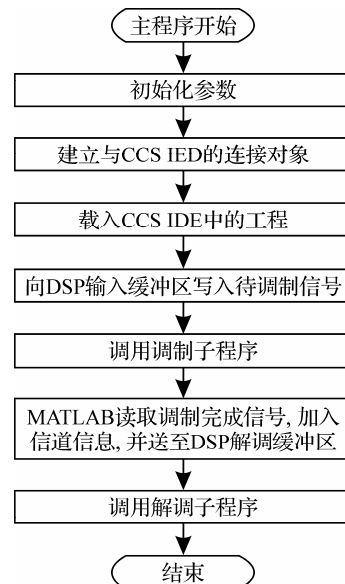 主程序开始
初始化参数
建立与CCS IED的连接对象
载入CCS IDE中的工程
向DSP输入缓冲区写入待调制信号
调用调制子程序
MATLAB读取调制完成信号, 加入
信道信息, 并送至DSP解调缓冲区
调用解调子程序
结束